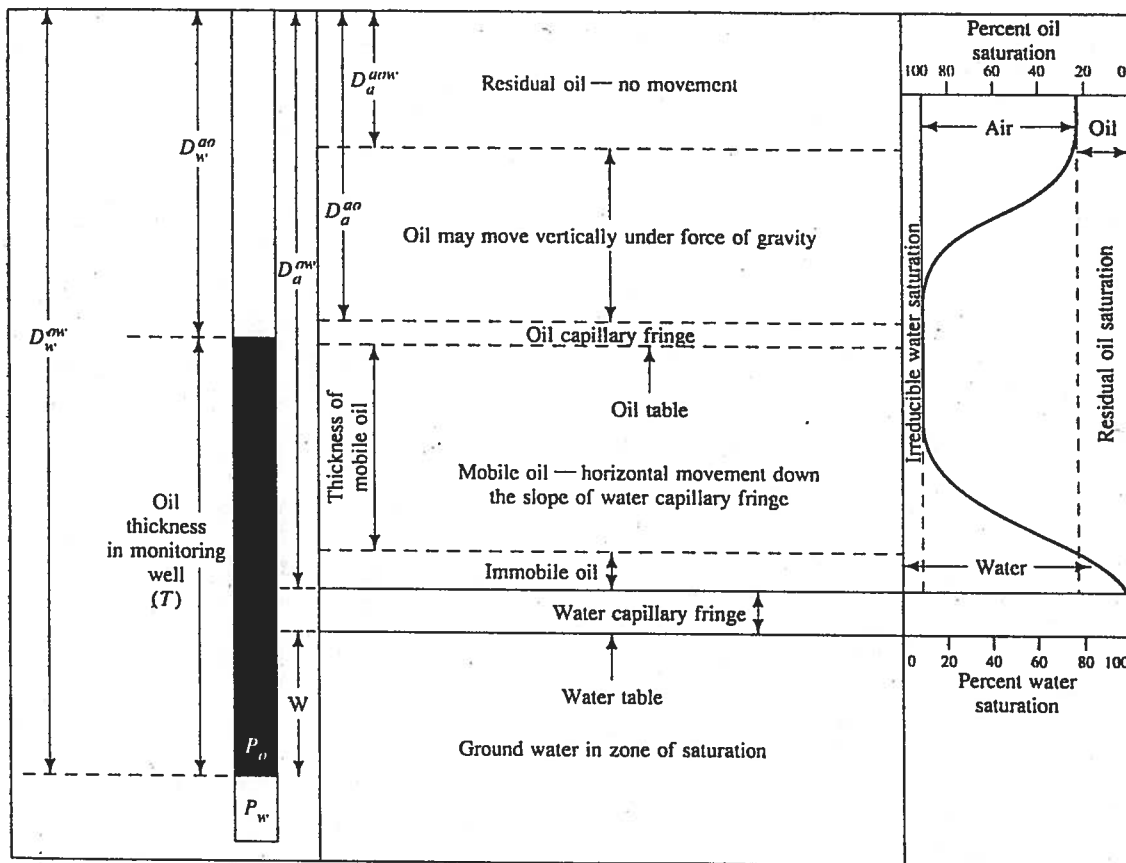 D_w^{ow}
D_w^{ao}
Oil
thickness
in monitoring
well
(T)
P_o
P_w
D_a^{ow}
W
D_a^{ao}
D_a^{aow}
Thickness of
mobile oil
Residual oil — no movement
Oil may move vertically under force of gravity
Oil capillary fringe
Oil table
Mobile oil — horizontal movement down
the slope of water capillary fringe
Immobile oil
Water capillary fringe
Water table
Ground water in zone of saturation
Percent oil
saturation
100 80 60 40 20 0
Air
Oil
Irreducible water saturation
Residual oil saturation
Water
0 20 40 60 80 100
Percent water
saturation